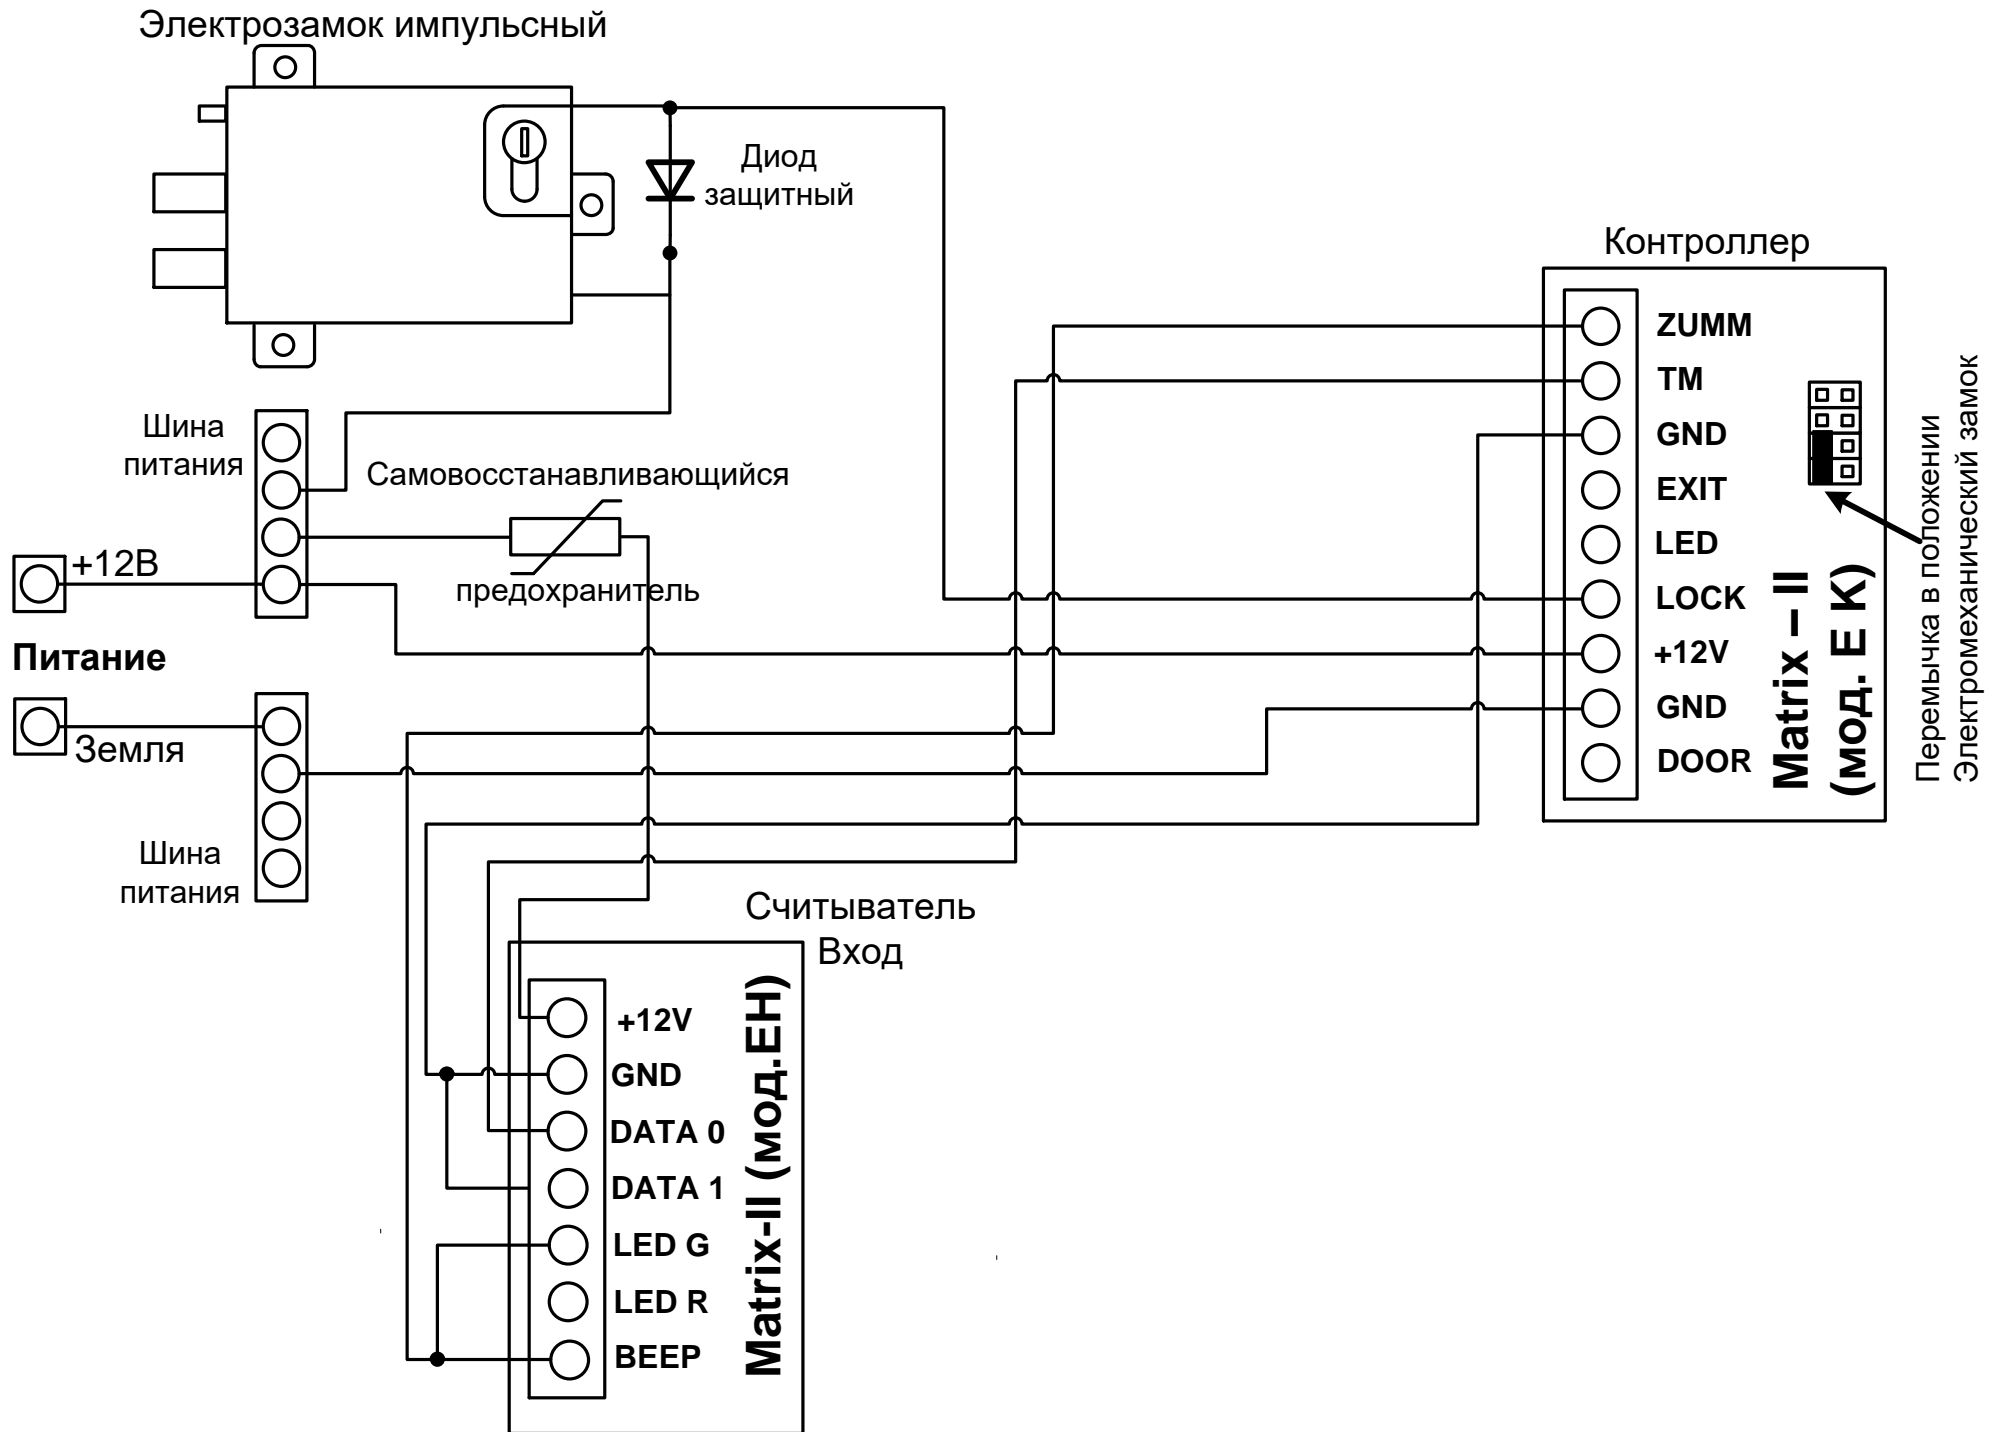 Электрозамок импульсный
Диод
защитный
Контроллер
Шина
питания
Самовосстанавливающийся
предохранитель
+12В
Питание
Земля
Шина
питания
ZUMM
TM
GND
EXIT
LED
LOCK
+12V
GND
DOOR
Matrix – II
(мод. Е К)
Перемычка в положении
Электромеханический замок
Считыватель
Вход
+12V
GND
DATA 0
DATA 1
LED G
LED R
BEEP
Matrix-II (мод.ЕН)